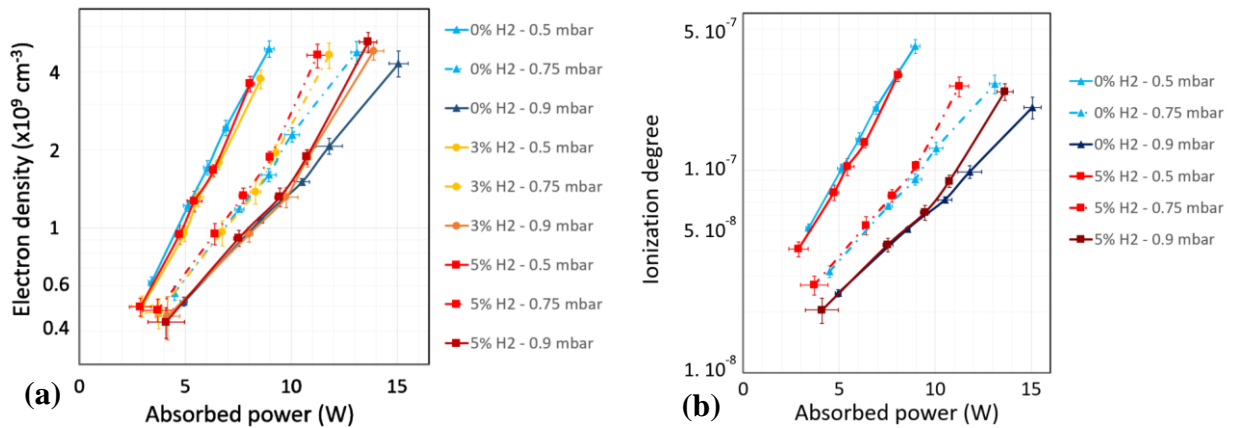 Electron density (x10⁹ cm⁻³)
4
2
1
0.6
0.4
0
5
10
15
Absorbed power (W)
(a)
0% H2 - 0.5 mbar
0% H2 - 0.75 mbar
0% H2 - 0.9 mbar
3% H2 - 0.5 mbar
3% H2 - 0.75 mbar
3% H2 - 0.9 mbar
5% H2 - 0.5 mbar
5% H2 - 0.75 mbar
5% H2 - 0.9 mbar
Ionization degree
5. 10⁻⁷
1. 10⁻⁷
5. 10⁻⁸
1. 10⁻⁸
0
5
10
15
Absorbed power (W)
(b)
0% H2 - 0.5 mbar
0% H2 - 0.75 mbar
0% H2 - 0.9 mbar
5% H2 - 0.5 mbar
5% H2 - 0.75 mbar
5% H2 - 0.9 mbar